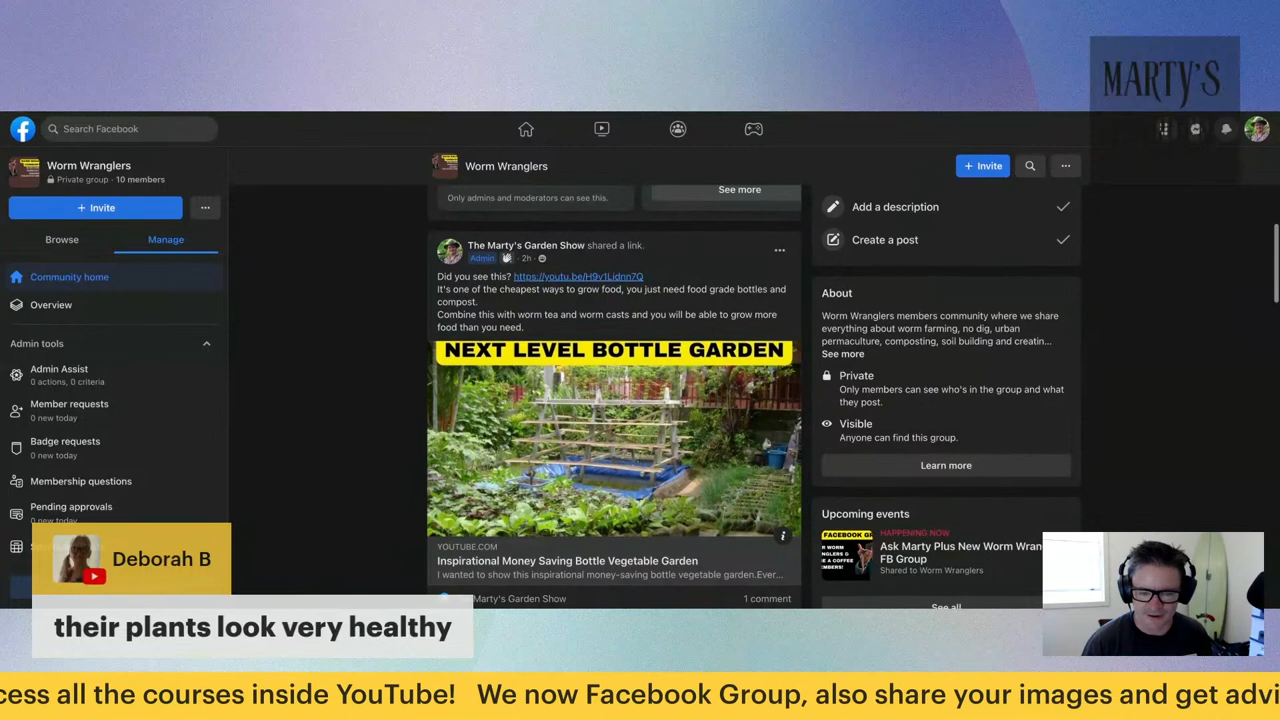 MARTY'S
Search Facebook
Worm Wranglers
Private group · 10 members
+ Invite
Browse
Manage
Community home
Overview
Admin tools
Admin Assist
0 actions, 0 criteria
Member requests
0 new today
Badge requests
0 new today
Membership questions
Pending approvals
0 new today
Worm Wranglers
+ Invite
Only admins and moderators can see this.
See more
The Marty's Garden Show shared a link.
Admin · 2h ·
Did you see this? https://youtu.be/H9v1Lidnn7Q
It's one of the cheapest ways to grow food, you just need food grade bottles and
compost.
Combine this with worm tea and worm casts and you will be able to grow more
food than you need.
NEXT LEVEL BOTTLE GARDEN
YOUTUBE.COM
Inspirational Money Saving Bottle Vegetable Garden
I wanted to show this inspirational money-saving bottle vegetable garden.Ever...
Marty's Garden Show
1 comment
Add a description
Create a post
About
Worm Wranglers members community where we share
everything about worm farming, no dig, urban
permaculture, composting, soil building and creatin...
See more
Private
Only members can see who's in the group and what
they post.
Visible
Anyone can find this group.
Learn more
Upcoming events
HAPPENING NOW
Ask Marty Plus New Worm Wran
FB Group
Shared to Worm Wranglers
See all
Deborah B
their plants look very healthy
cess all the courses inside YouTube! We now Facebook Group, also share your images and get advi